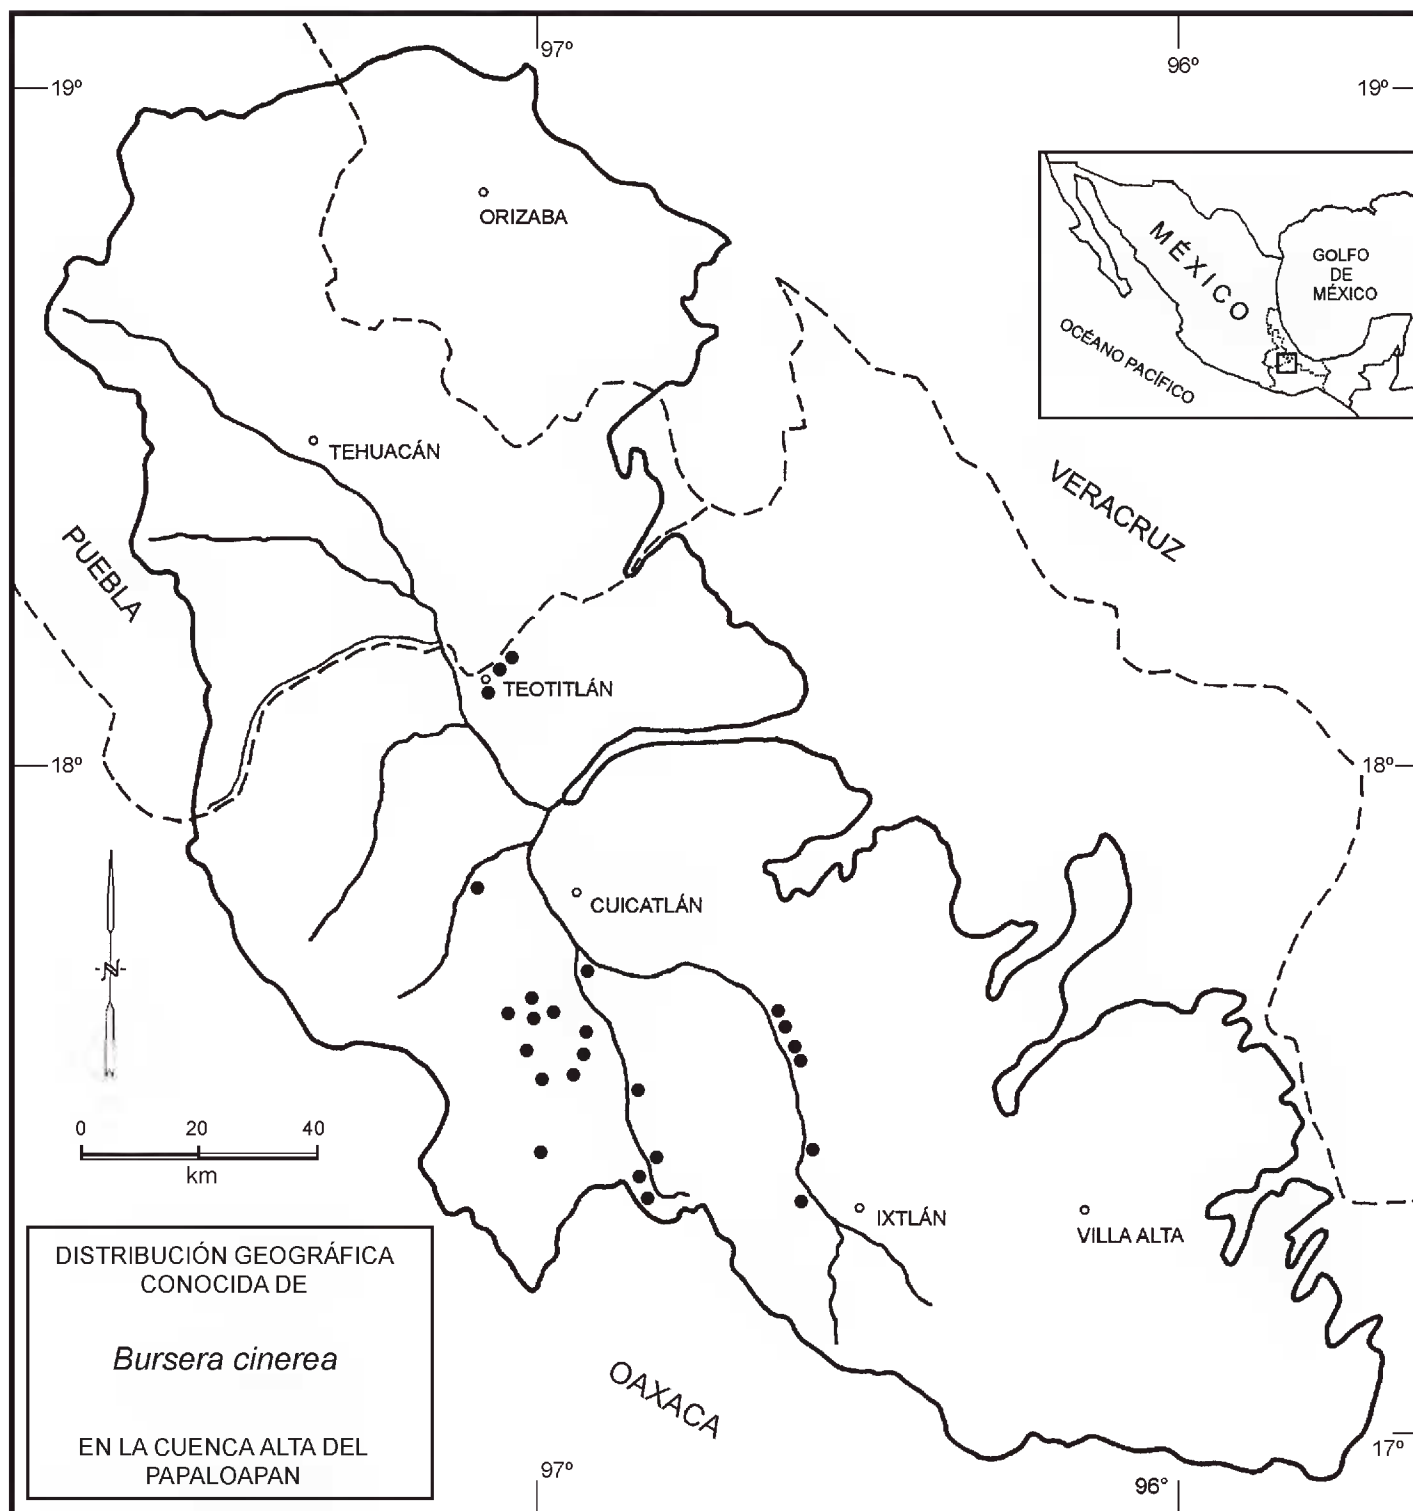 97º
96º
19º
19º
ORIZABA
MÉXICO
GOLFO
DE
MÉXICO
OCÉANO PACÍFICO
TEHUACÁN
VERACRUZ
PUEBLA
TEOTITLÁN
18º
18º
CUICATLÁN
N
0 20 40
km
IXTLÁN
VILLA ALTA
DISTRIBUCIÓN GEOGRÁFICA
CONOCIDA DE
Bursera cinerea
EN LA CUENCA ALTA DEL
PAPALOAPAN
OAXACA
17º
97º
96°